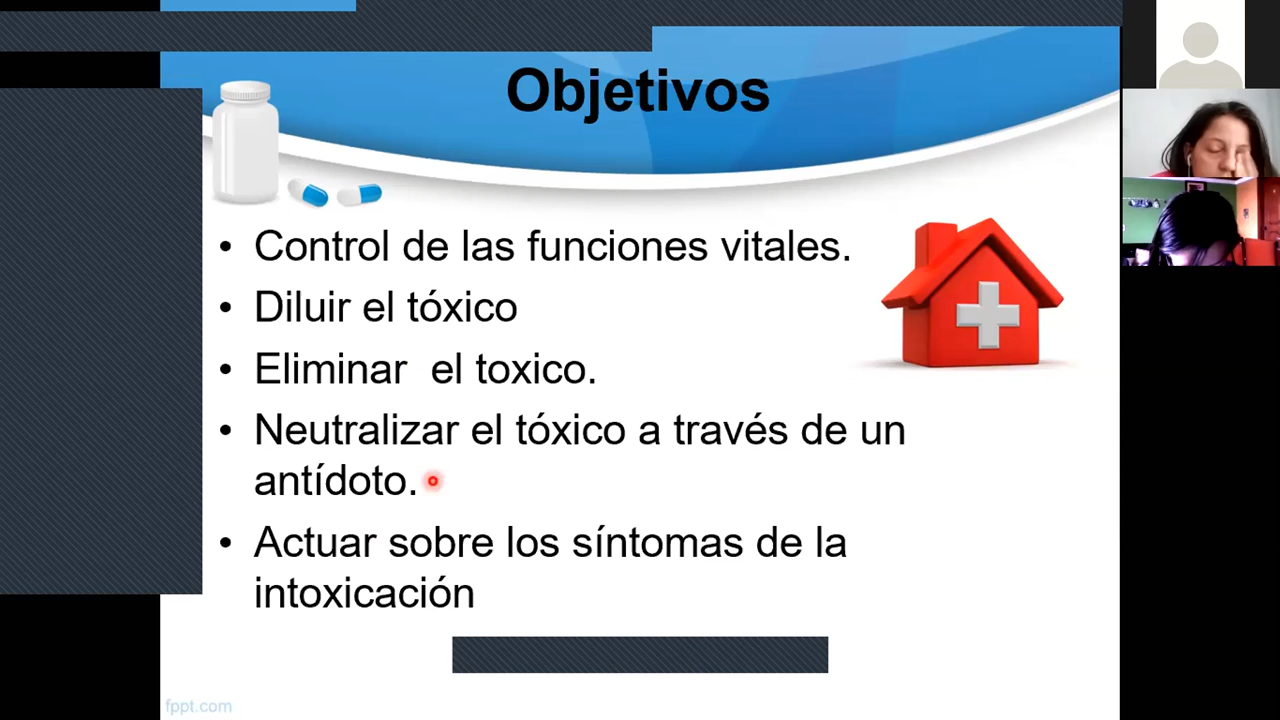 Objetivos
• Control de las funciones vitales.
• Diluir el tóxico
• Eliminar  el toxico.
• Neutralizar el tóxico a través de un
antídoto.
• Actuar sobre los síntomas de la
intoxicación
fppt.com